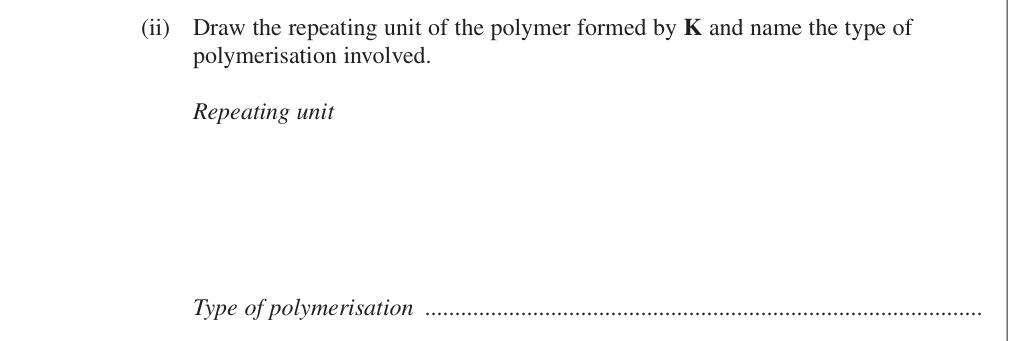 (ii) Draw the repeating unit of the polymer formed by K and name the type of
polymerisation involved.
Repeating unit
Type of polymerisation ..............................................................................................